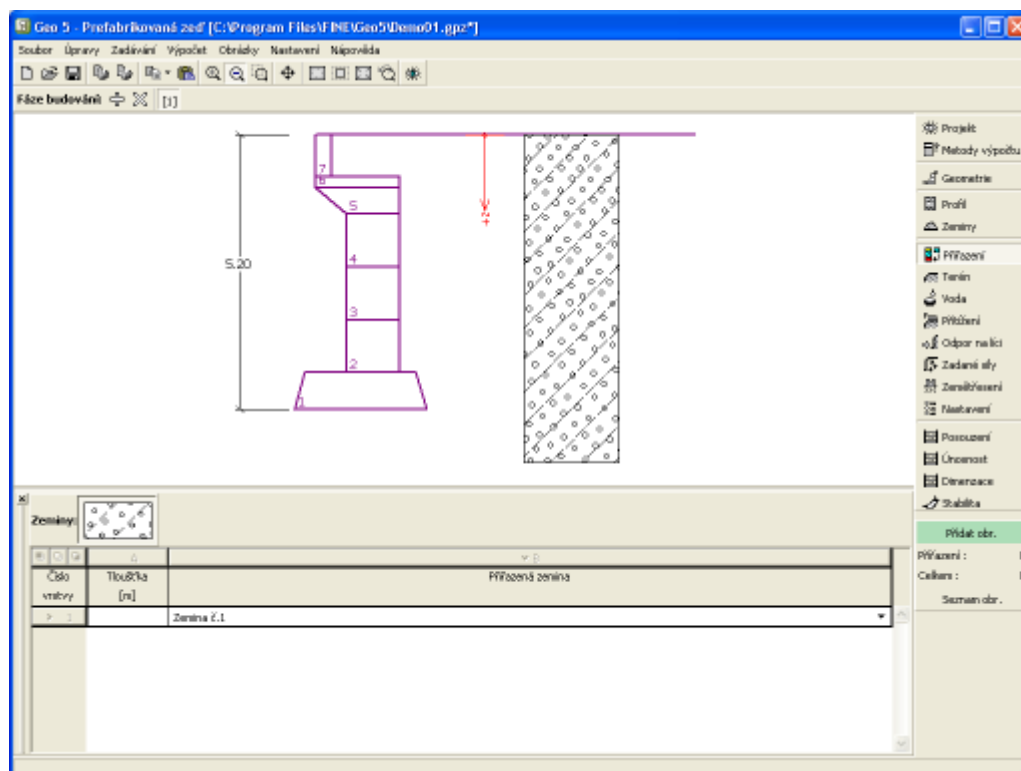 Geo 5 - Prefabrikovaná zeď [C:\Program Files\FINE\Geo5\Demo01.gpz*]
Soubor Úpravy Zadávání Výpočet Obrázky Nastavení Nápověda
Fáze budování: [1]
7
6
5
4
3
2
1
5.20
+z
Projekt
Metody výpočtu
Geometrie
Profil
Zeminy
Přiřazení
Terén
Voda
Přitížení
Odpor na líci
Zadané síly
Zemětřesení
Nastavení
Posouzení
Únosnost
Dimenzace
Stabilita
Přidat obr.
Přiřazení :
Celkem :
Seznam obr.
Zeminy:
Číslo vrstvy
Tloušťka [m]
Přiřazená zemina
1 Zemina č.1